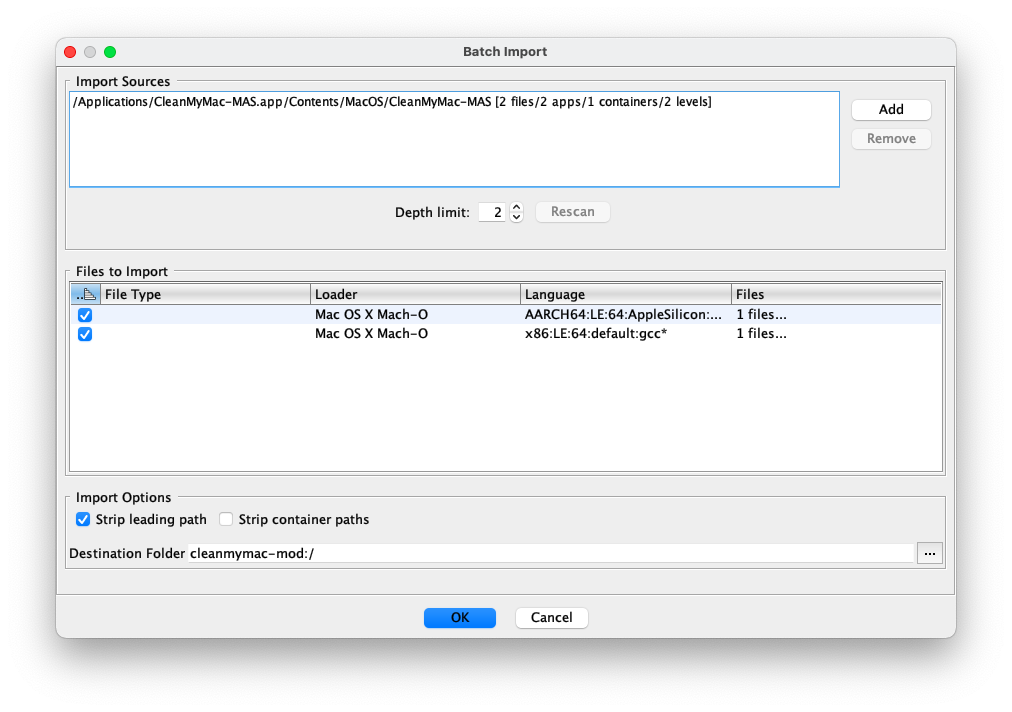 Batch Import
Import Sources
/Applications/CleanMyMac-MAS.app/Contents/MacOS/CleanMyMac-MAS [2 files/2 apps/1 containers/2 levels]
Add
Remove
Depth limit: 2 Rescan
Files to Import
.. File Type Loader Language Files
Mac OS X Mach-O AARCH64:LE:64:AppleSilicon:... 1 files...
Mac OS X Mach-O x86:LE:64:default:gcc* 1 files...
Import Options
Strip leading path Strip container paths
Destination Folder cleanmymac-mod:/ ...
OK Cancel